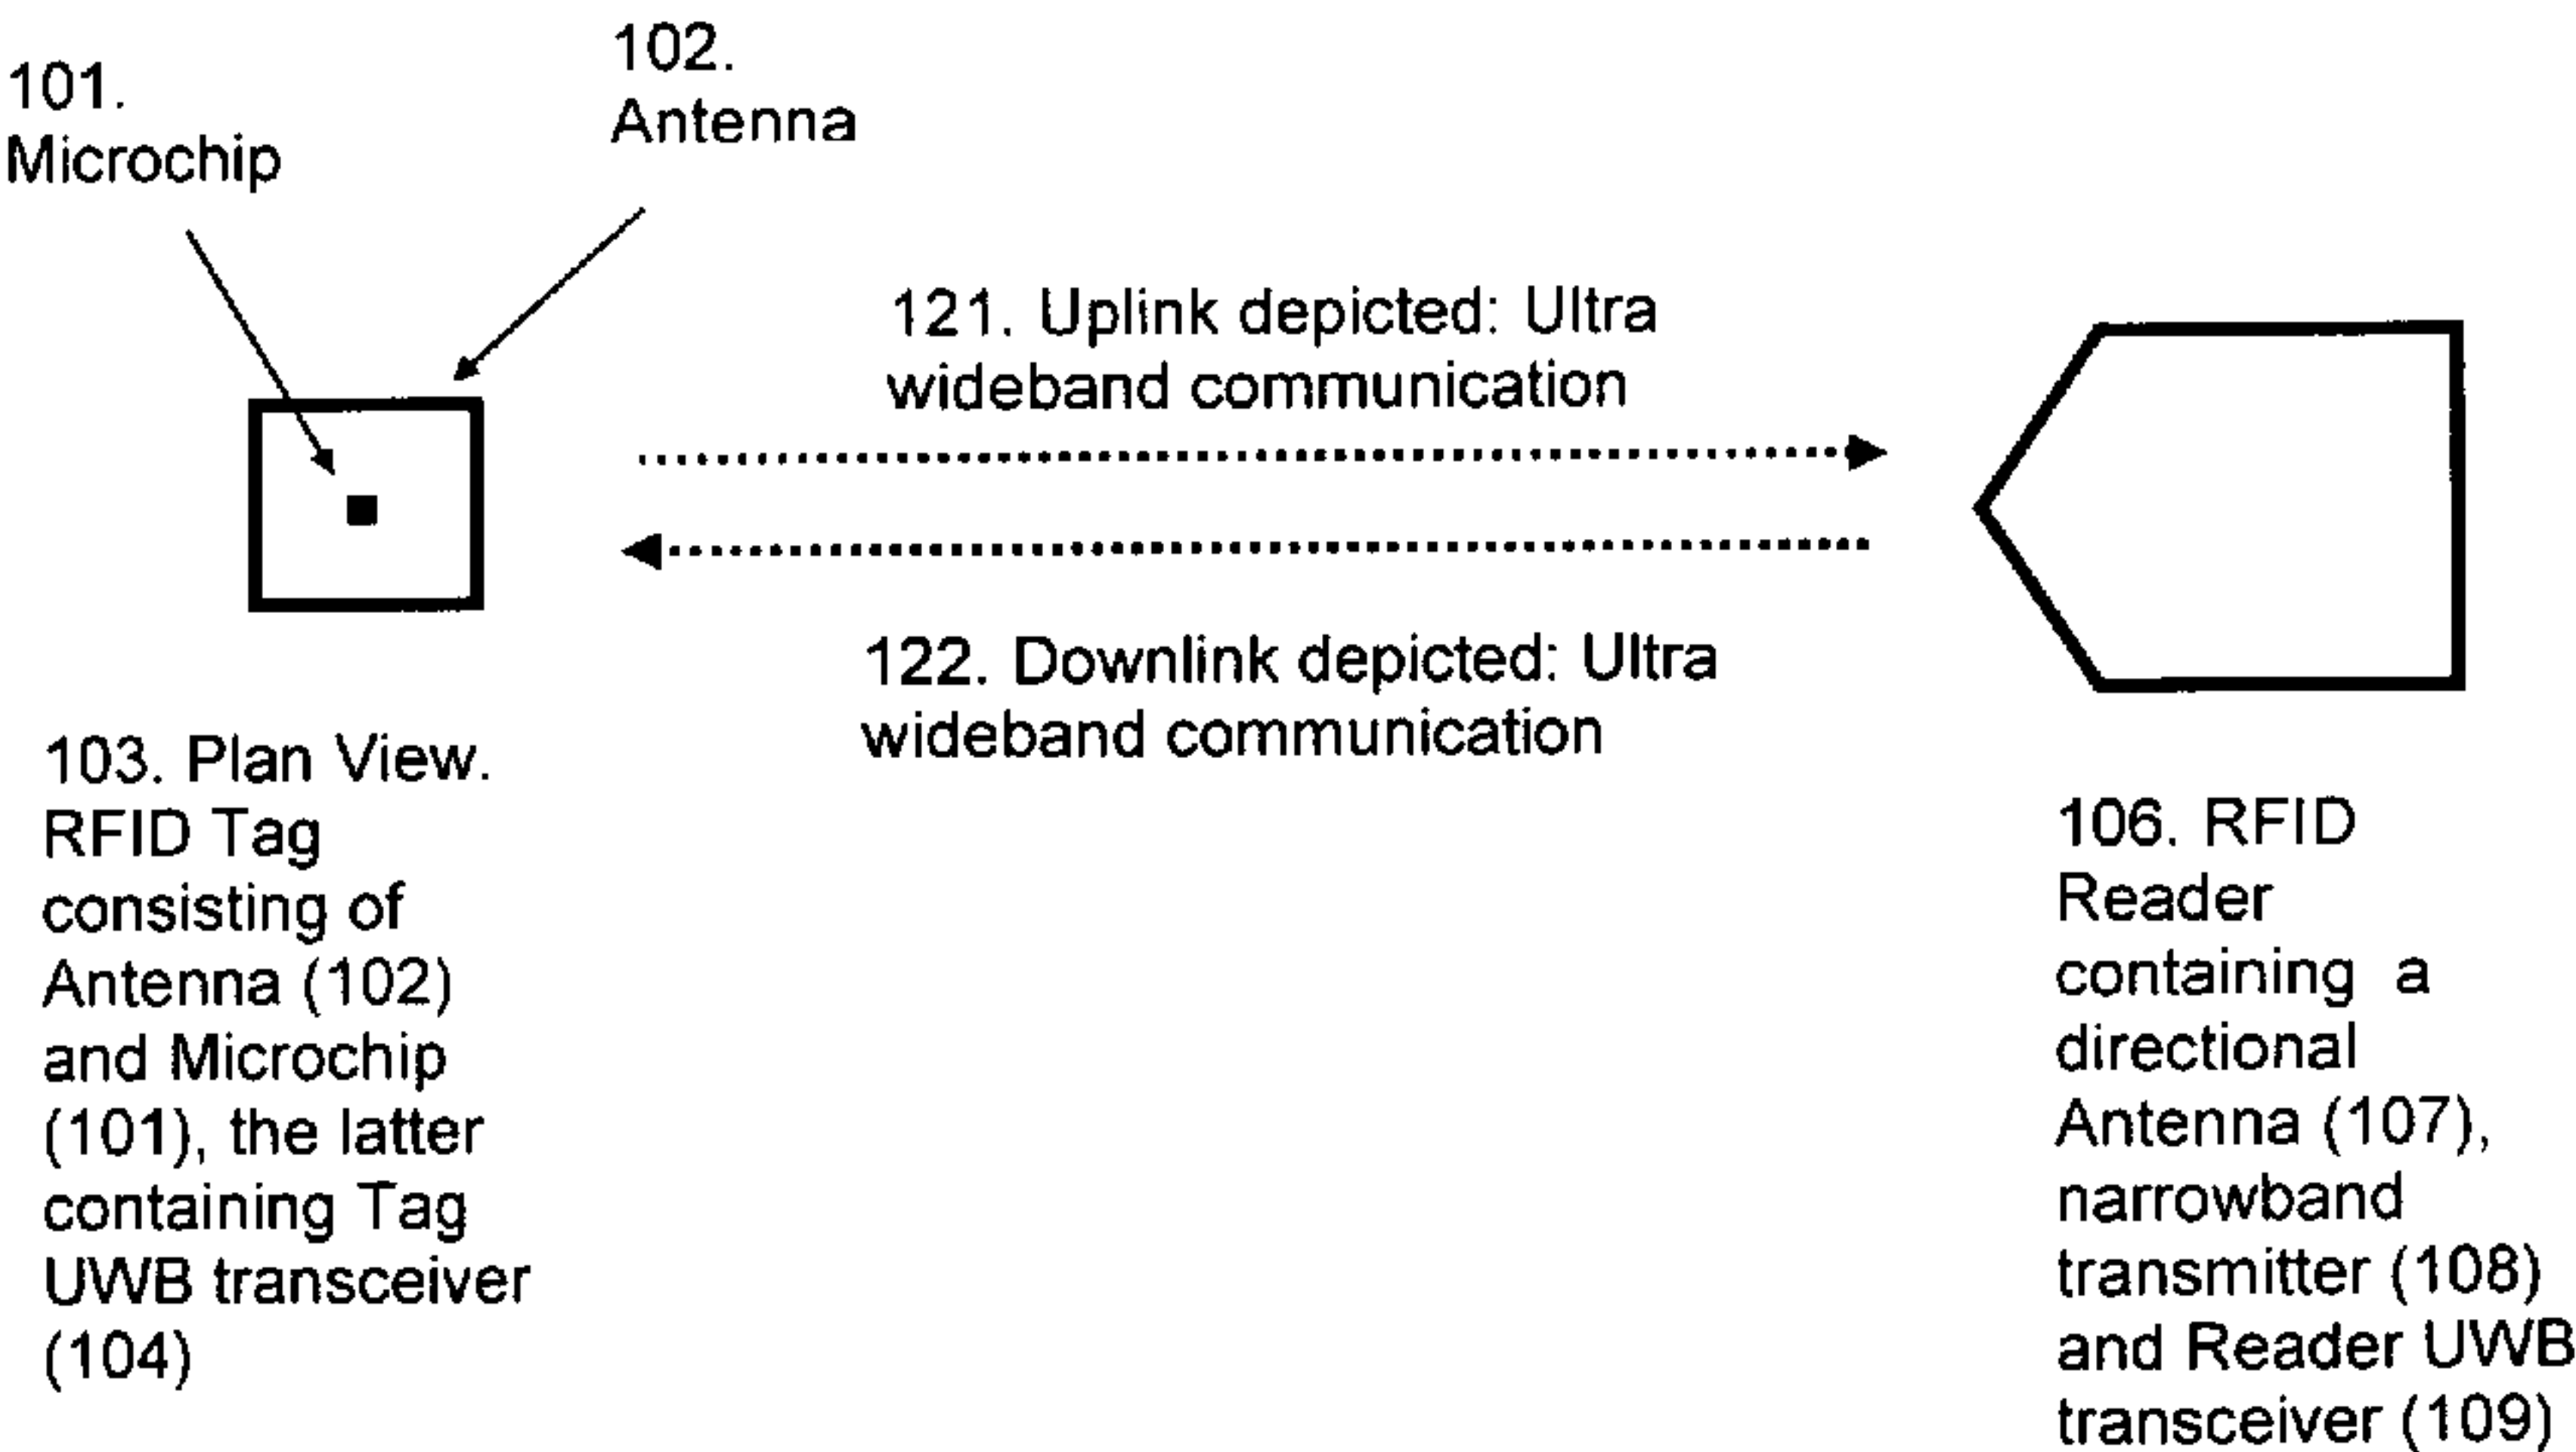 101.
Microchip
102.
Antenna
121. Uplink depicted: Ultra
wideband communication
122. Downlink depicted: Ultra
wideband communication
103. Plan View.
RFID Tag
consisting of
Antenna (102)
and Microchip
(101), the latter
containing Tag
UWB transceiver
(104)
106. RFID
Reader
containing a
directional
Antenna (107),
narrowband
transmitter (108)
and Reader UWB
transceiver (109)